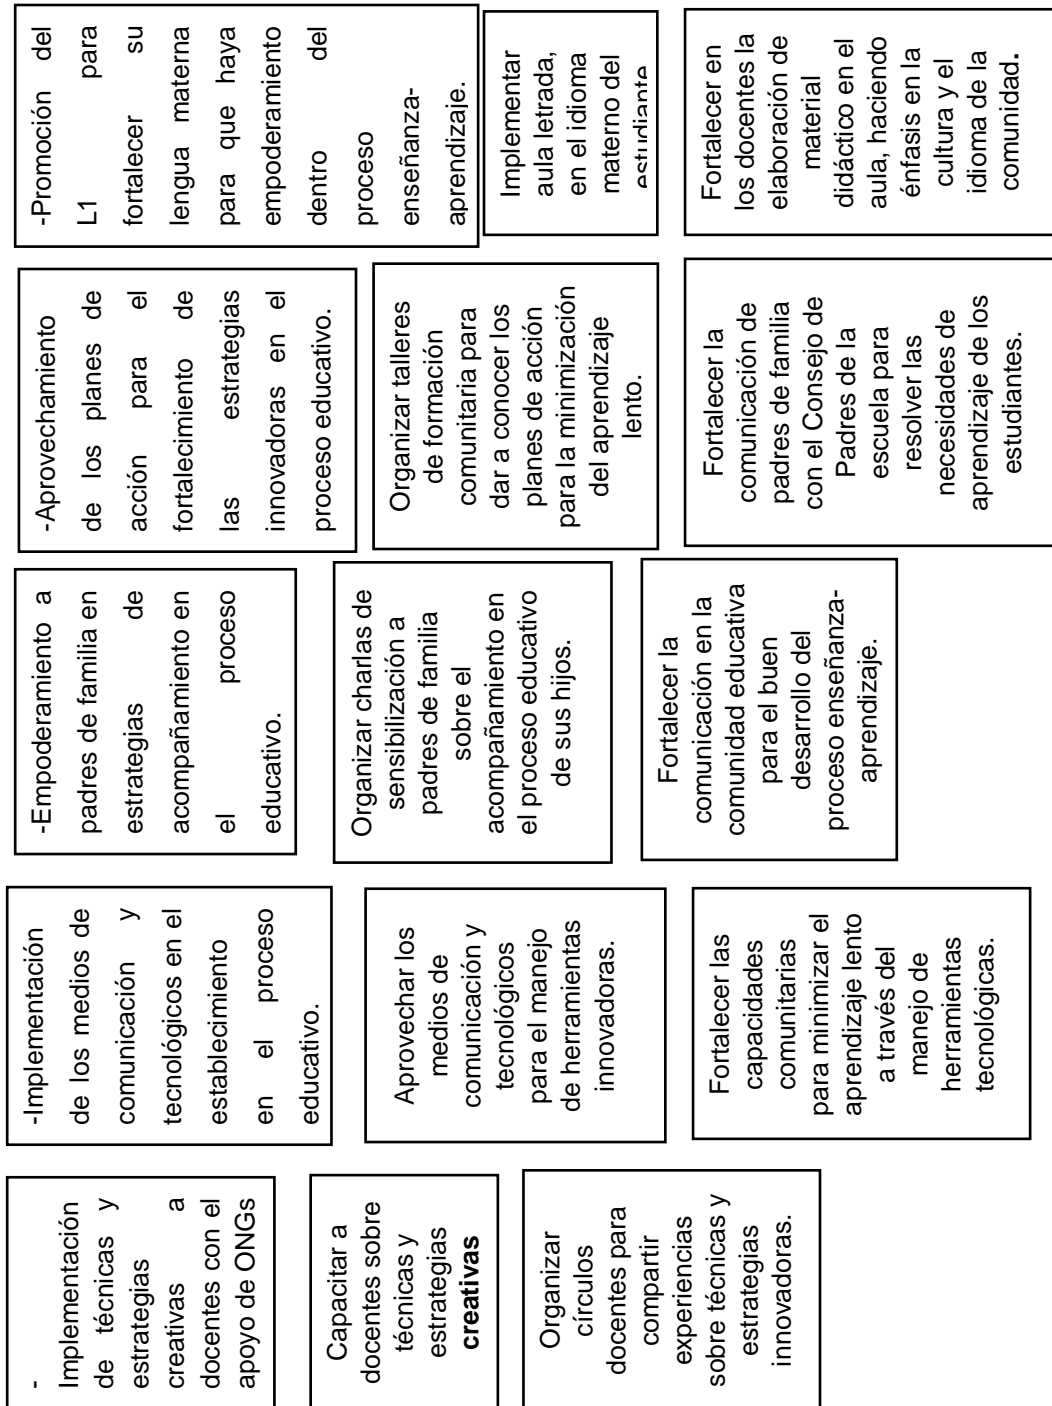 -
Implementación
de técnicas y
estrategias
creativas a
docentes con el
apoyo de ONGs
-Implementación
de los medios de
comunicación y
tecnológicos en el
establecimiento
en el proceso
educativo.
-Empoderamiento a
padres de familia en
estrategias de
acompañamiento en
el proceso
educativo.
-Aprovechamiento
de los planes de
acción para el
fortalecimiento de
las estrategias
innovadoras en el
proceso educativo.
-Promoción del
L1 para
fortalecer su
lengua materna
para que haya
empoderamiento
dentro del
proceso
enseñanza-
aprendizaje.
Capacitar a
docentes sobre
técnicas y
estrategias
creativas
Aprovechar los
medios de
comunicación y
tecnológicos
para el manejo
de herramientas
innovadoras.
Organizar charlas de
sensibilización a
padres de familia
sobre el
acompañamiento en
el proceso educativo
de sus hijos.
Organizar talleres
de formación
comunitaria para
dar a conocer los
planes de acción
para la minimización
del aprendizaje
lento.
Implementar
aula letrada,
en el idioma
materno del
estudiante
Organizar
círculos
docentes para
compartir
experiencias
sobre técnicas y
estrategias
innovadoras.
Fortalecer las
capacidades
comunitarias
para minimizar el
aprendizaje lento
a través del
manejo de
herramientas
tecnológicas.
Fortalecer la
comunicación en la
comunidad educativa
para el buen
desarrollo del
proceso enseñanza-
aprendizaje.
Fortalecer la
comunicación de
padres de familia
con el Consejo de
Padres de la
escuela para
resolver las
necesidades de
aprendizaje de los
estudiantes.
Fortalecer en
los docentes la
elaboración de
material
didáctico en el
aula, haciendo
énfasis en la
cultura y el
idioma de la
comunidad.